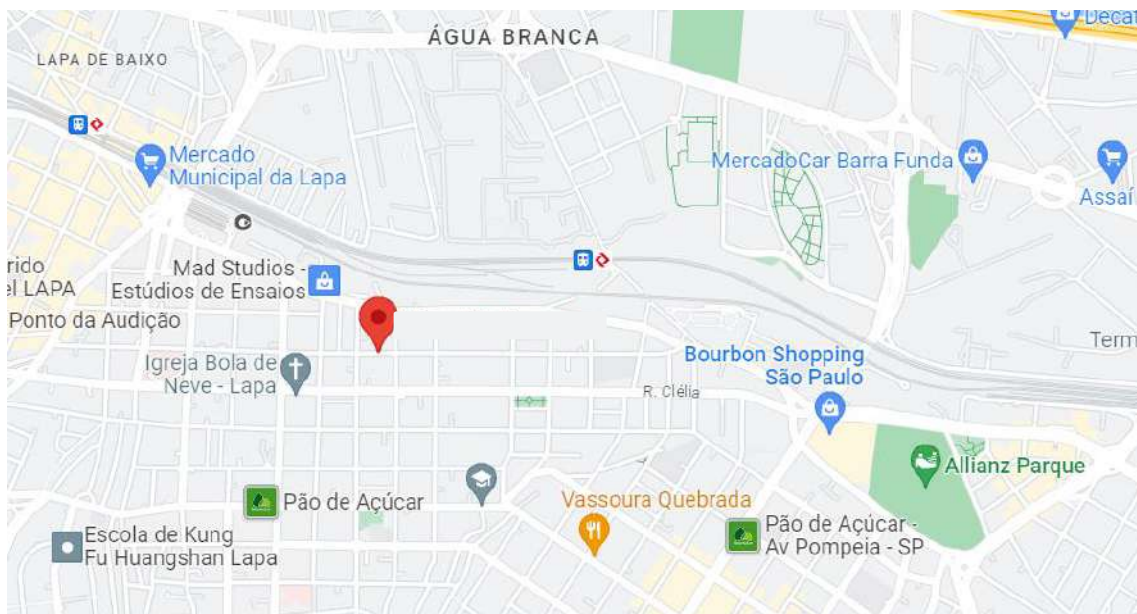 Decat
ÁGUA BRANCA
LAPA DE BAIXO
Mercado
Municipal da Lapa
MercadoCar Barra Funda
Assaí
rido
el LAPA
Mad Studios -
Estúdios de Ensaios
Ponto da Audição
Term
Igreja Bola de
Neve - Lapa
Bourbon Shopping
São Paulo
R. Clélia
Allianz Parque
Pão de Açúcar
Vassoura Quebrada
Pão de Açúcar -
Av Pompeia - SP
Escola de Kung
Fu Huangshan Lapa